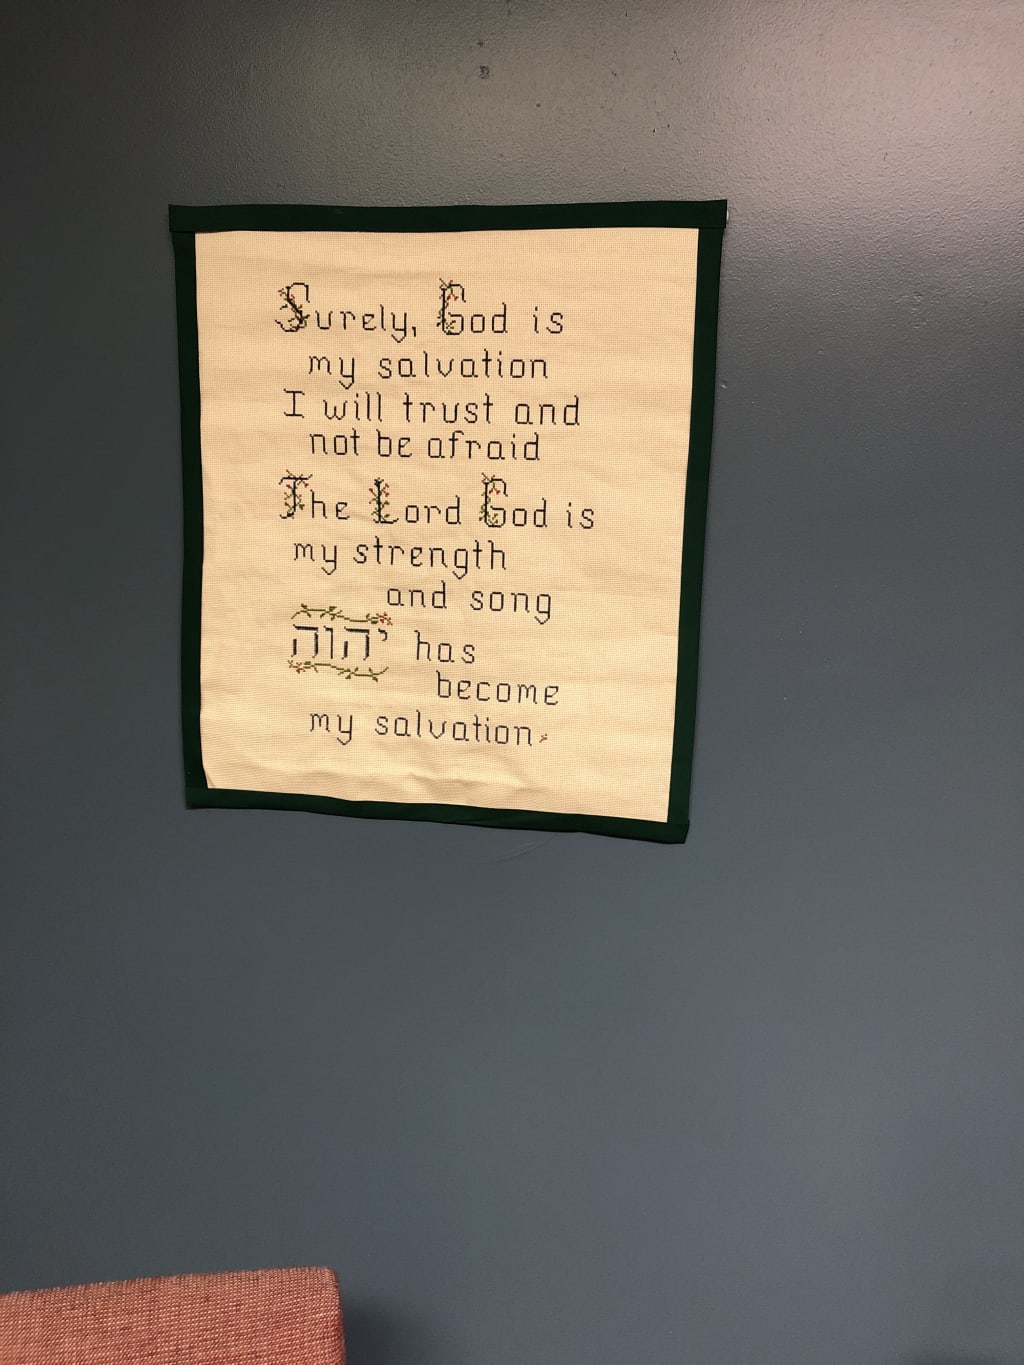 Surely, God is
my salvation
I will trust and
not be afraid
The Lord God is
my strength
and song
יהוה has
become
my salvation.